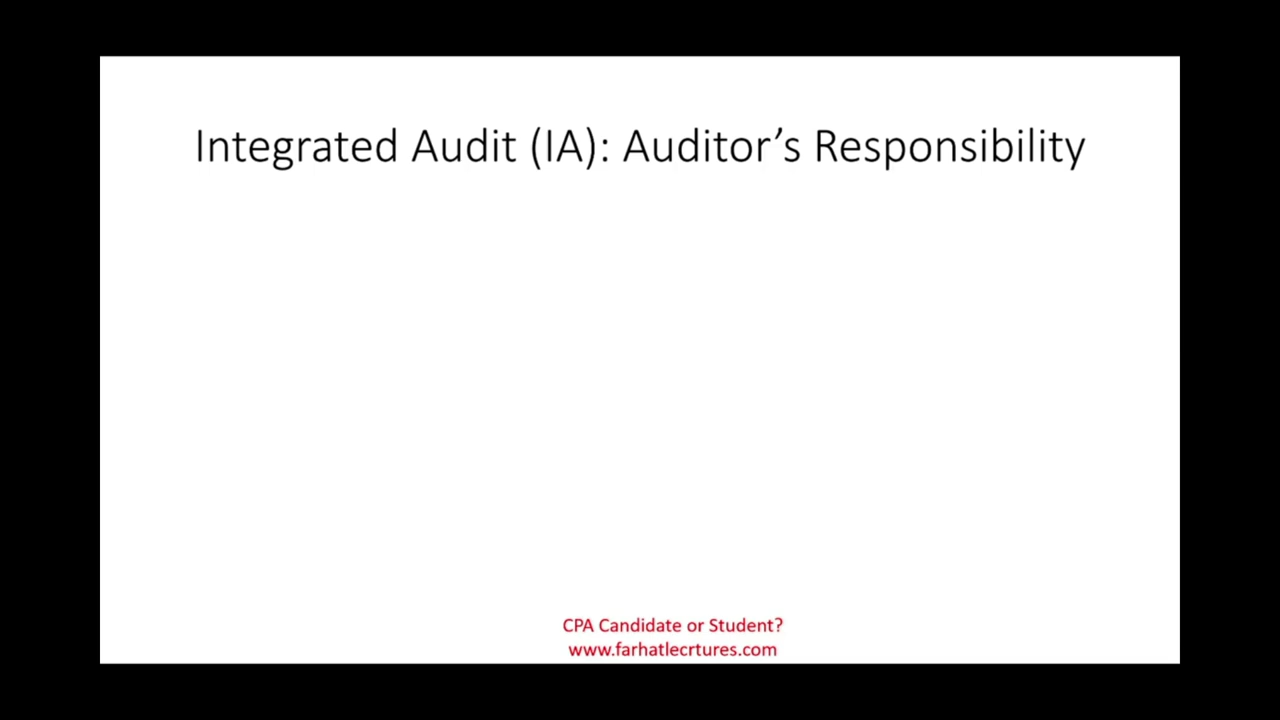 Integrated Audit (IA): Auditor’s Responsibility
CPA Candidate or Student?
www.farhatlecrtures.com